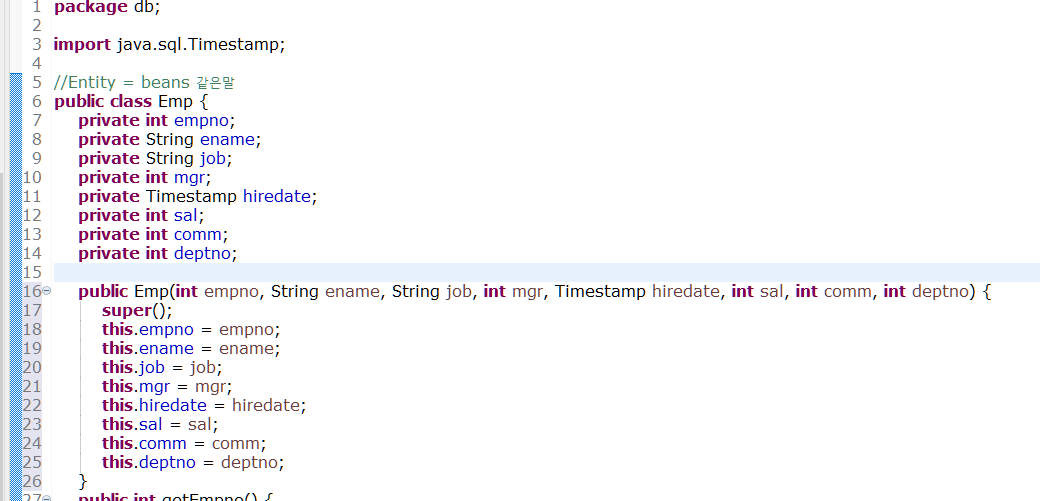 1 package db;
2
3 import java.sql.Timestamp;
4
5 //Entity = beans 같은말
6 public class Emp {
7 private int empno;
8 private String ename;
9 private String job;
10 private int mgr;
11 private Timestamp hiredate;
12 private int sal;
13 private int comm;
14 private int deptno;
15
16 public Emp(int empno, String ename, String job, int mgr, Timestamp hiredate, int sal, int comm, int deptno) {
17 super();
18 this.empno = empno;
19 this.ename = ename;
20 this.job = job;
21 this.mgr = mgr;
22 this.hiredate = hiredate;
23 this.sal = sal;
24 this.comm = comm;
25 this.deptno = deptno;
26 }
27 public int getEmpno() {